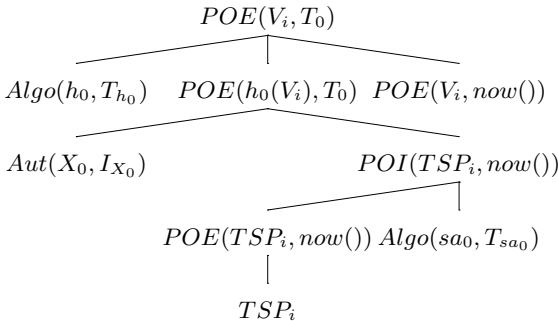 POE(V_i, T_0)
Algo(h_0, T_{h_0}) POE(h_0(V_i), T_0) POE(V_i, now())
Aut(X_0, I_{X_0}) POI(TSP_i, now())
POE(TSP_i, now()) Algo(sa_0, T_{sa_0})
TSP_i